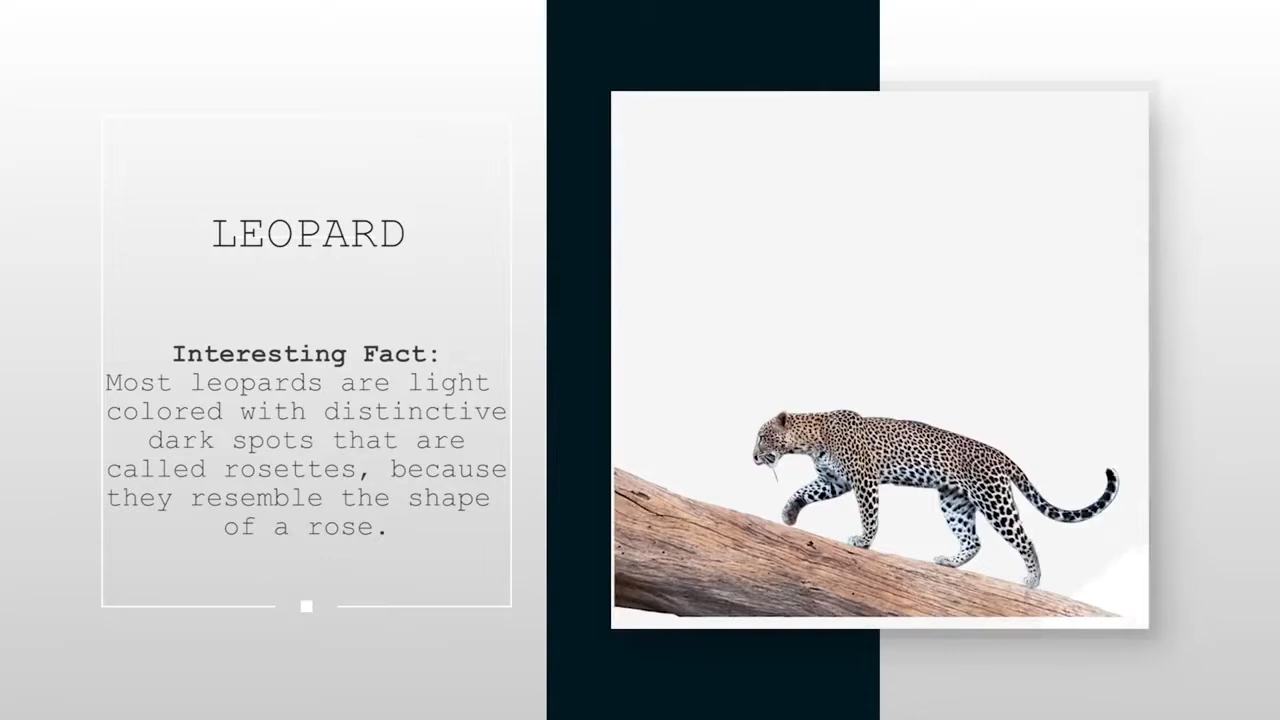 LEOPARD
Interesting Fact:
Most leopards are light
colored with distinctive
dark spots that are
called rosettes, because
they resemble the shape
of a rose.